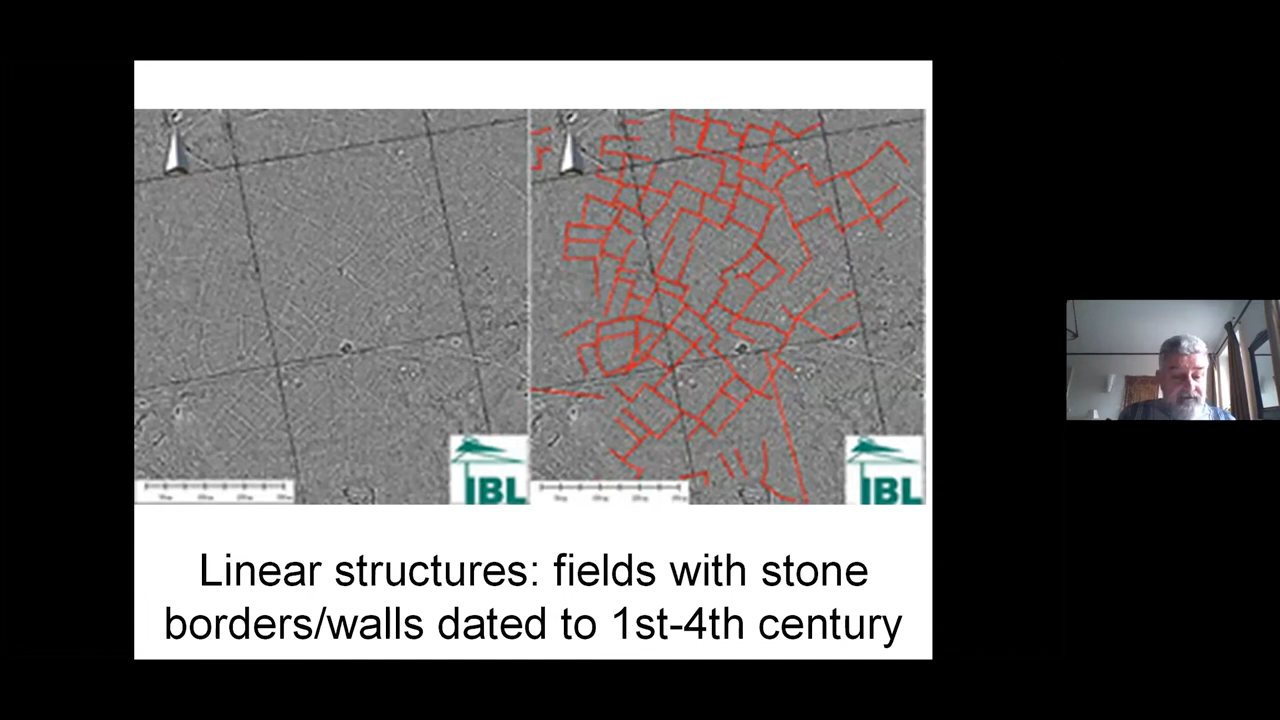 IBL
IBL
Linear structures: fields with stone
borders/walls dated to 1st-4th century